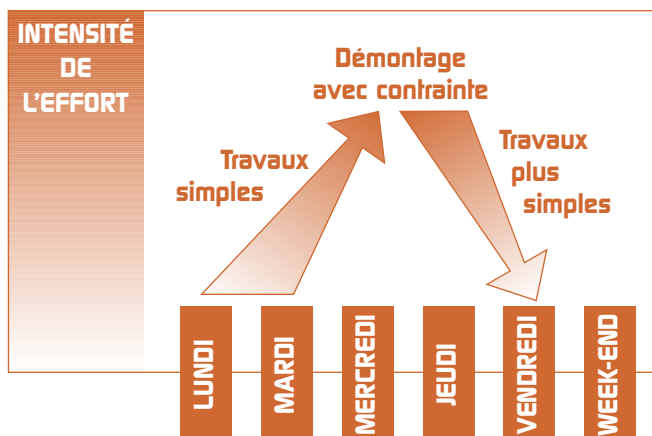 INTENSITÉ
DE
L'EFFORT
Démontage
avec contrainte
Travaux
simples
Travaux
plus
simples
LUNDI
MARDI
MERCREDI
JEUDI
VENDREDI
WEEK-END